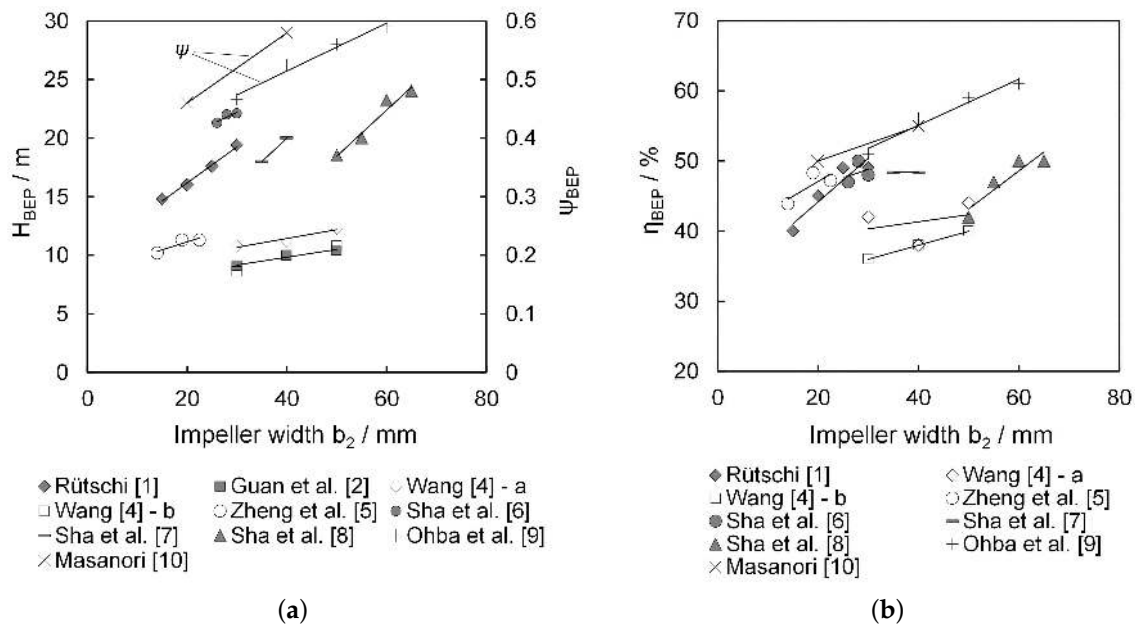 30
25
20
15
10
5
0
H_BEP / m
0.6
0.5
0.4
0.3
0.2
0.1
0
Ψ_BEP
ψ
0 20 40 60 80
Impeller width b₂ / mm
◆ Rütschi [1] ■ Guan et al. [2] ◇ Wang [4] - a
□ Wang [4] - b ○ Zheng et al. [5] ● Sha et al. [6]
− Sha et al. [7] ▲ Sha et al. [8] | Ohba et al. [9]
× Masanori [10]
(a)
70
60
50
40
30
20
η_BEP / %
0 20 40 60 80
Impeller width b₂ / mm
◆ Rütschi [1] ◇ Wang [4] - a
□ Wang [4] - b ○ Zheng et al. [5]
● Sha et al. [6] − Sha et al. [7]
▲ Sha et al. [8] + Ohba et al. [9]
× Masanori [10]
(b)